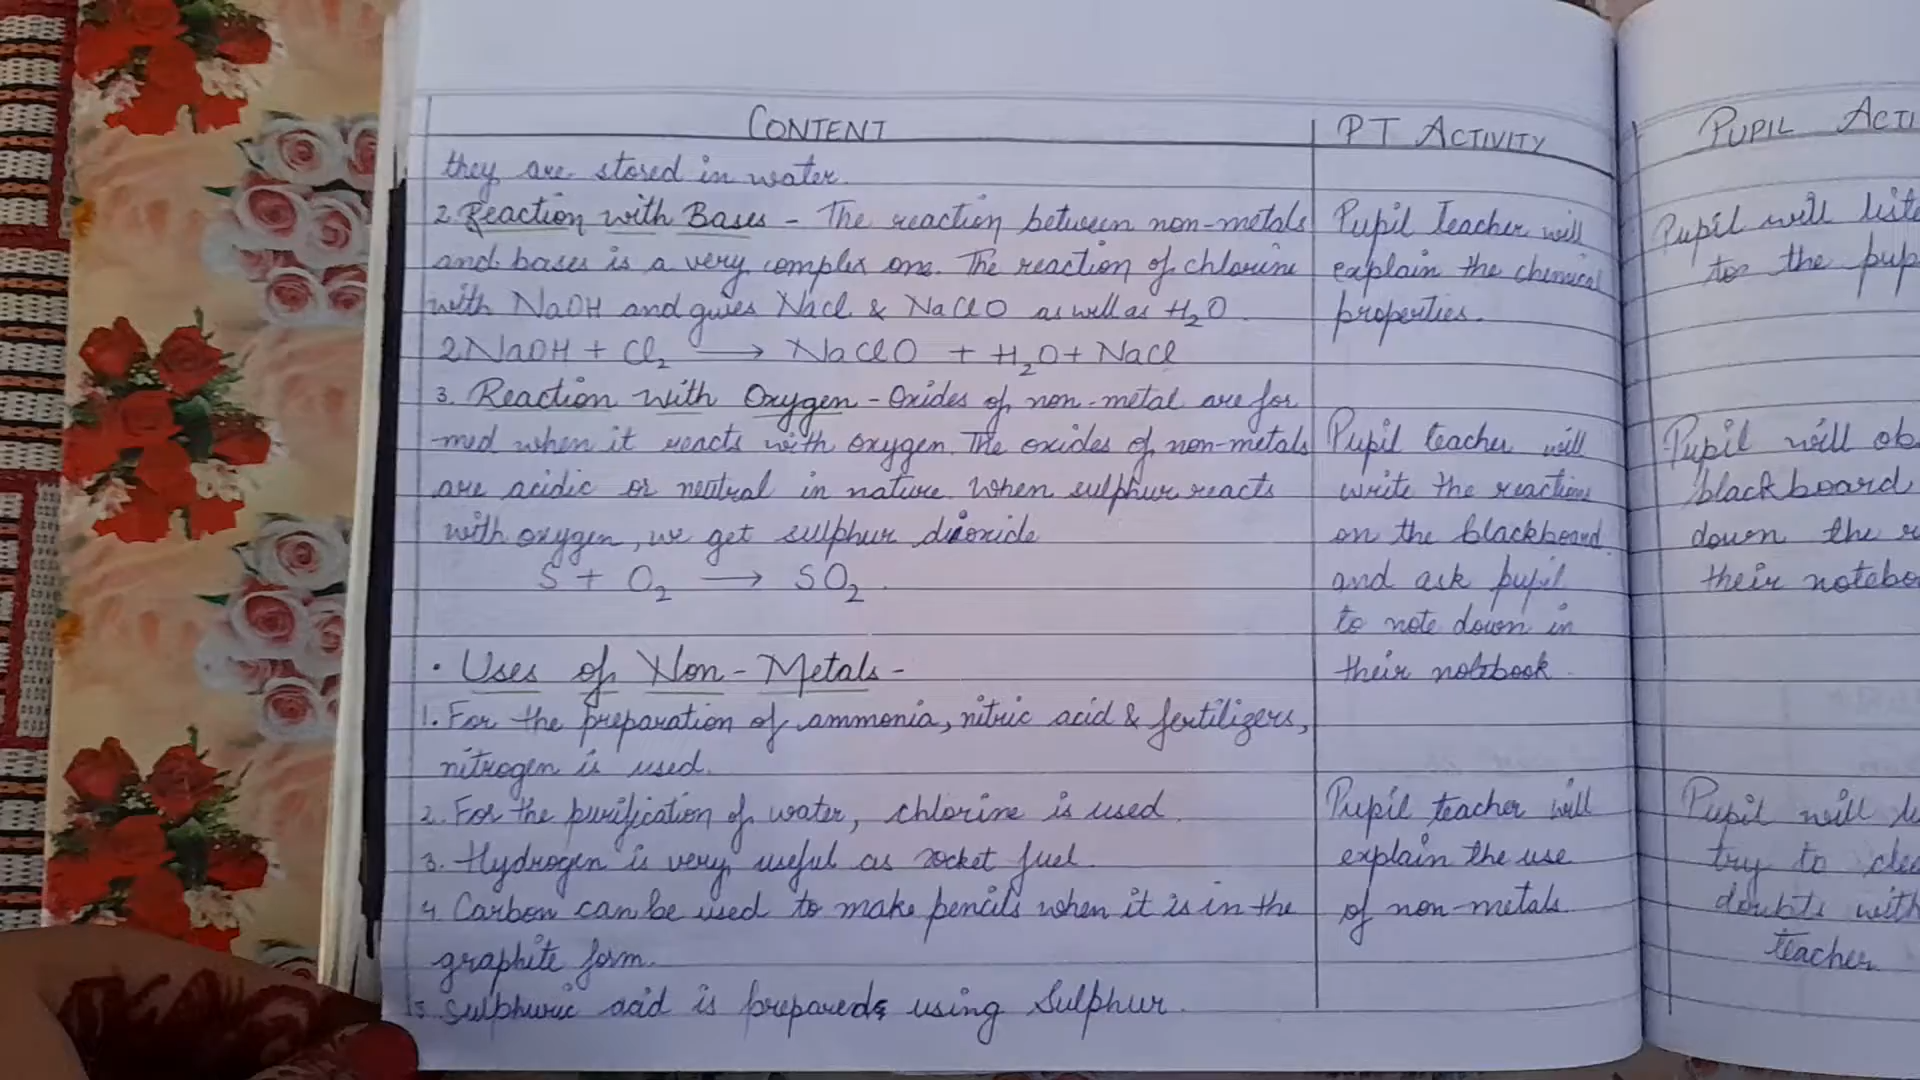 CONTENT
they are stored in water.
2. Reaction with Bases - The reaction between non-metals
and bases is a very complex one. The reaction of chlorine
with NaOH and gives Nacl & NaClO as well as H2O.
2NaOH + Cl2 → NaClO + H2O + Nacl
3. Reaction with Oxygen - Oxides of non-metal are for
-med when it reacts with oxygen. The oxides of non-metals
are acidic or neutral in nature. When sulphur reacts
with oxygen, we get sulphur dioxide
S + O2 → SO2.
• Uses of Non-Metals -
1. For the preparation of ammonia, nitric acid & fertilizers,
nitrogen is used.
2. For the purification of water, chlorine is used.
3. Hydrogen is very useful as rocket fuel.
4 Carbon can be used to make pencils when it is in the
graphite form.
5. Sulphuric acid is prepared using Sulphur.
PT ACTIVITY
Pupil Teacher will
explain the chemical
properties.
Pupil teacher will
write the reactions
on the blackboard
and ask pupil
to note down in
their notebook.
Pupil teacher will
explain the use
of non-metals
PUPIL ACTI
Pupil will liste
to the pup
Pupil will ob
blackboard
down the r
their notebo
Pupil will li
try to clea
doubts with
teacher